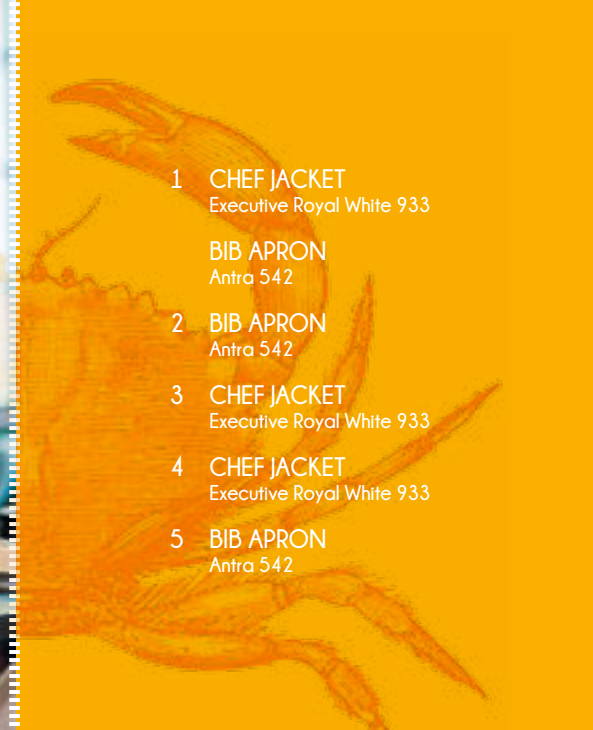 1 CHEF JACKET
Executive Royal White 933
BIB APRON
Antra 542
2 BIB APRON
Antra 542
3 CHEF JACKET
Executive Royal White 933
4 CHEF JACKET
Executive Royal White 933
5 BIB APRON
Antra 542